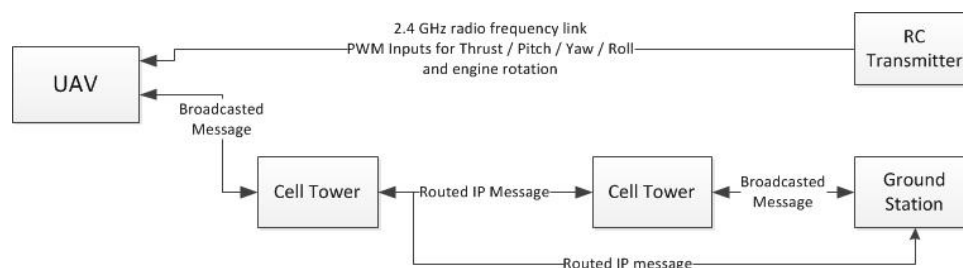 2.4 GHz radio frequency link
PWM Inputs for Thrust / Pitch / Yaw / Roll
and engine rotation
RC
Transmitter
UAV
Broadcasted
Message
Cell Tower
Routed IP Message
Cell Tower
Broadcasted
Message
Ground
Station
Routed IP message